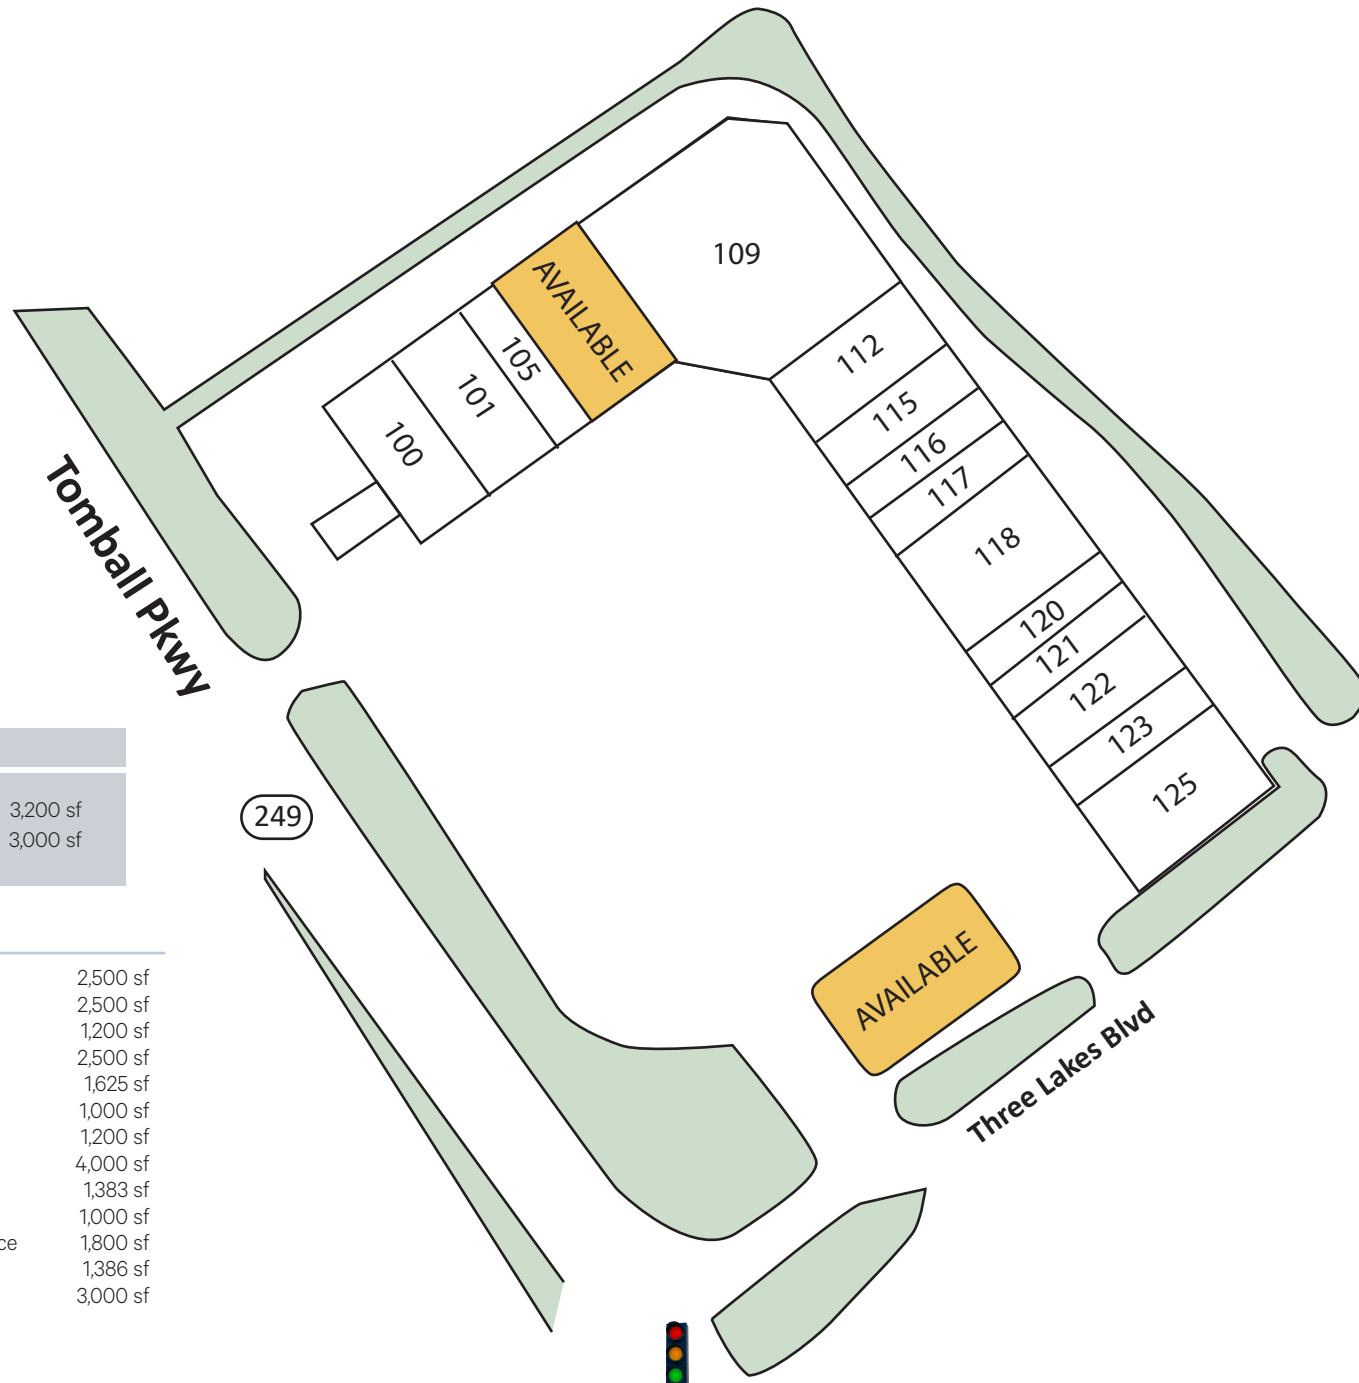 109
AVAILABLE
112
105
115
101
116
100
117
118
Tomball Pkwy
120
121
122
123
125
3,200 sf
3,000 sf
249
AVAILABLE
Three Lakes Blvd
2,500 sf
2,500 sf
1,200 sf
2,500 sf
1,625 sf
1,000 sf
1,200 sf
4,000 sf
1,383 sf
1,000 sf
ce 1,800 sf
1,386 sf
3,000 sf